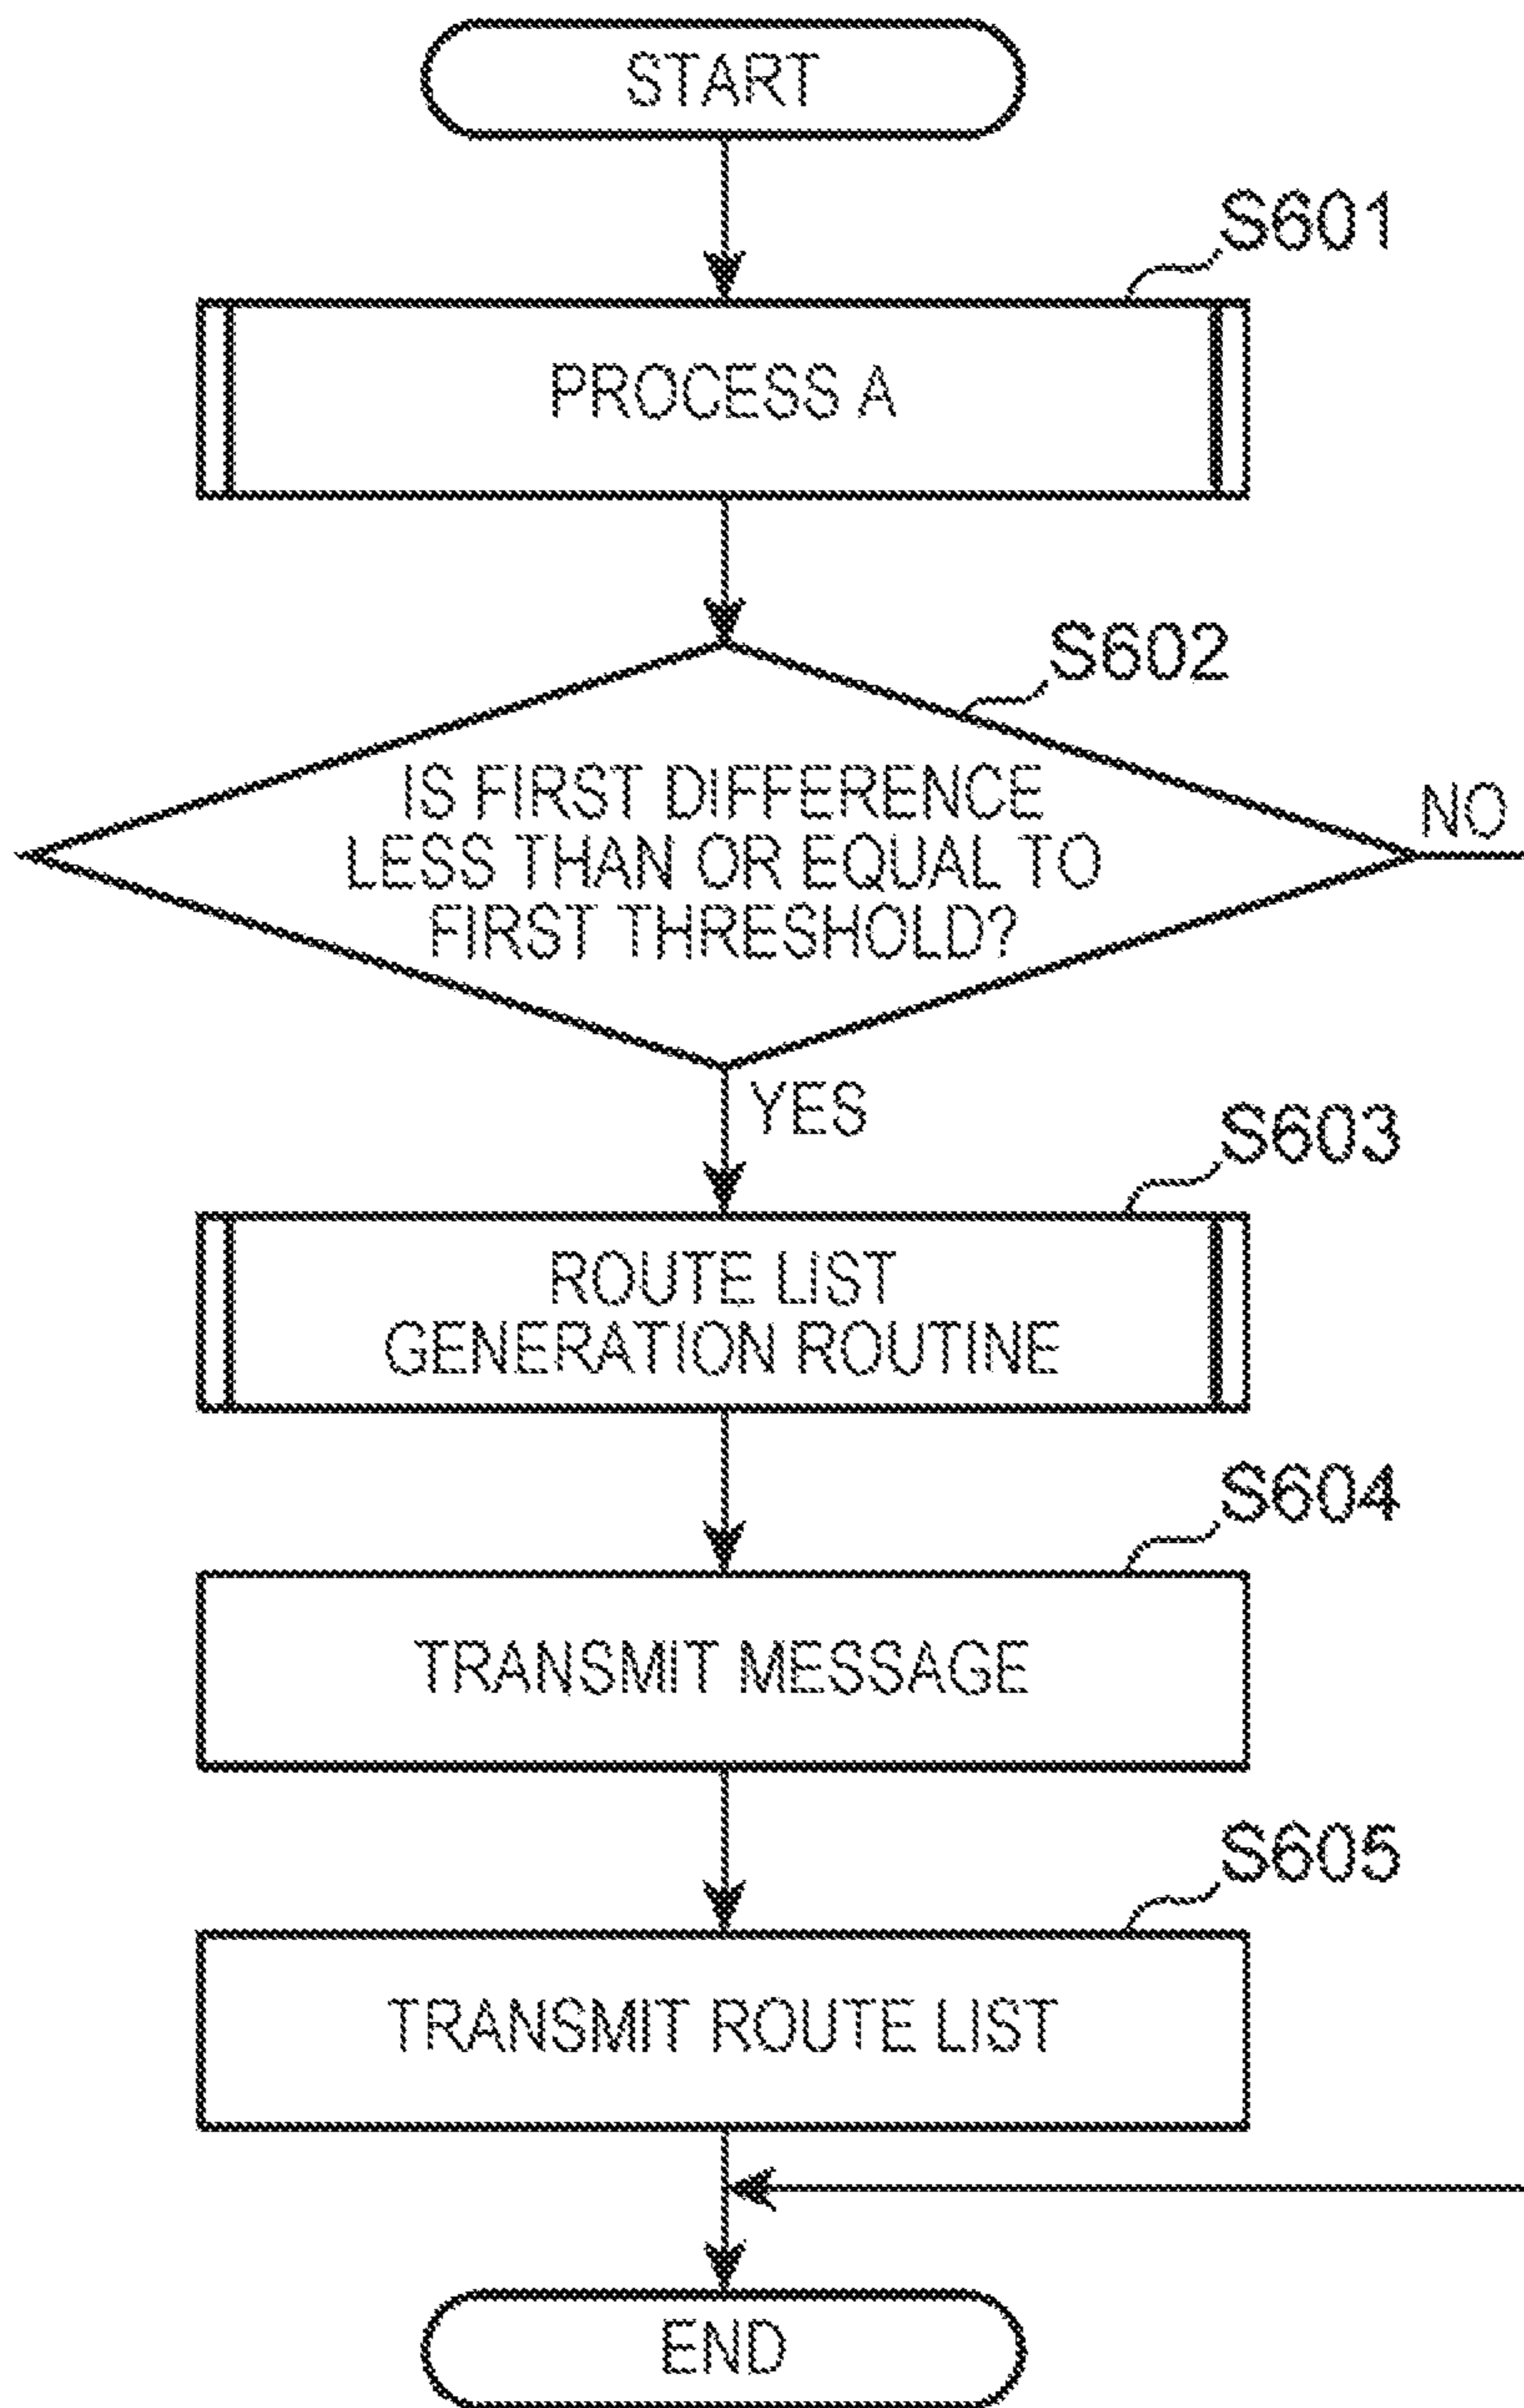 START
S601
PROCESS A
S602
IS FIRST DIFFERENCE
LESS THAN OR EQUAL TO
FIRST THRESHOLD?
NO
YES
S603
ROUTE LIST
GENERATION ROUTINE
S604
TRANSMIT MESSAGE
S605
TRANSMIT ROUTE LIST
END